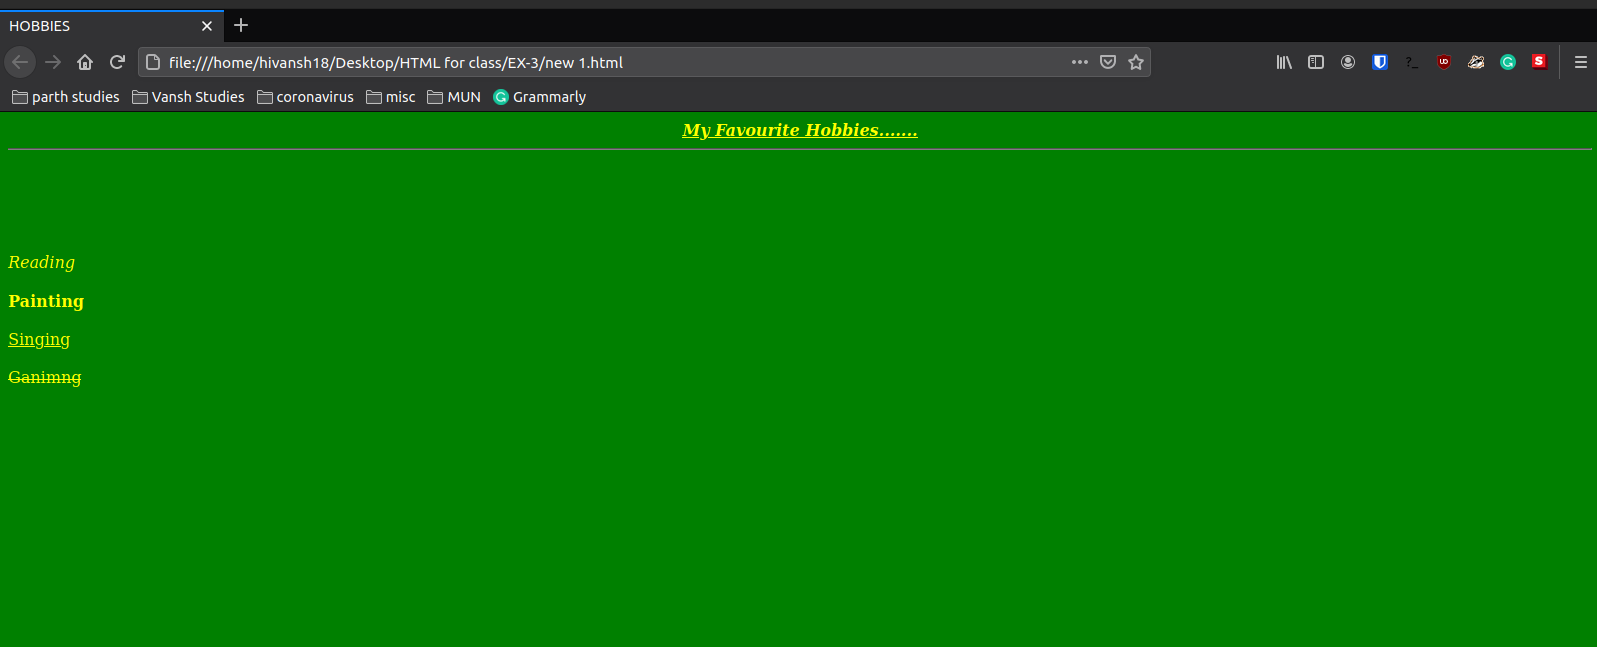 HOBBIES
file:///home/hivansh18/Desktop/HTML for class/EX-3/new 1.html
parth studies Vansh Studies coronavirus misc MUN Grammarly
My Favourite Hobbies.......
Reading
Painting
Singing
Ganimng